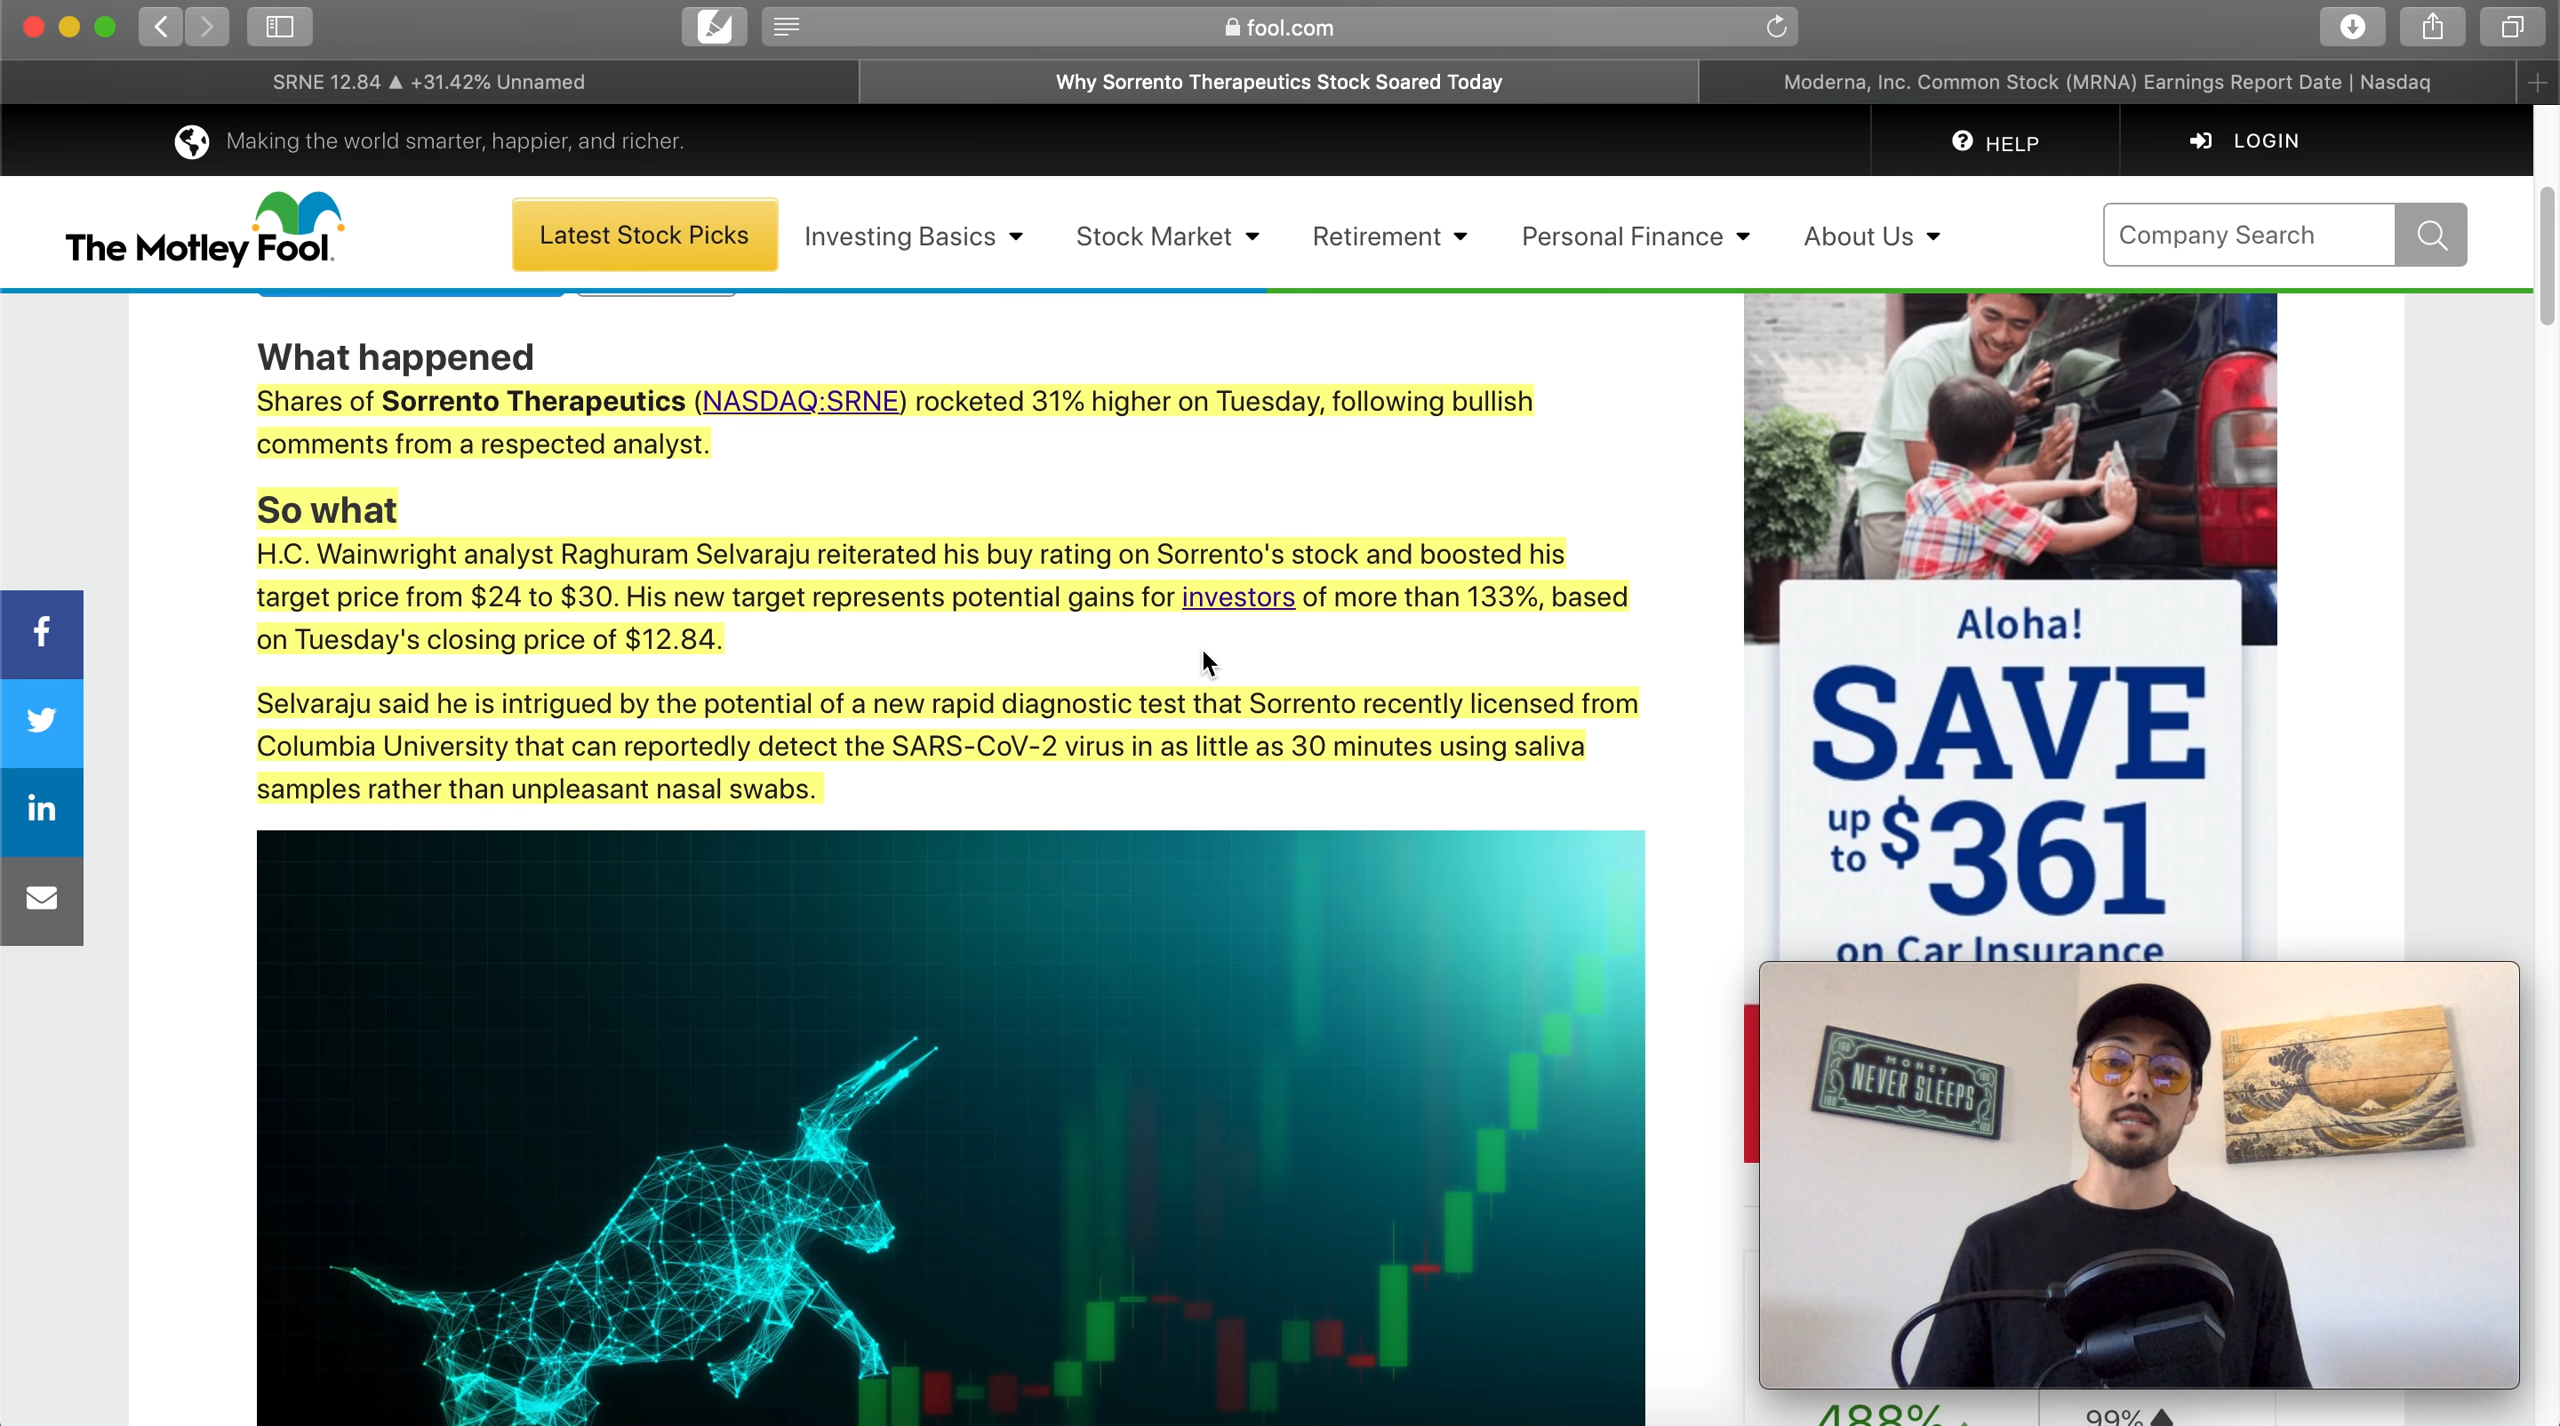 fool.com
SRNE 12.84 ▲ +31.42% Unnamed
Why Sorrento Therapeutics Stock Soared Today
Moderna, Inc. Common Stock (MRNA) Earnings Report Date | Nasdaq
Making the world smarter, happier, and richer.
HELP
LOGIN
The Motley Fool.
Latest Stock Picks
Investing Basics
Stock Market
Retirement
Personal Finance
About Us
Company Search
What happened
Shares of Sorrento Therapeutics (NASDAQ:SRNE) rocketed 31% higher on Tuesday, following bullish
comments from a respected analyst.
So what
H.C. Wainwright analyst Raghuram Selvaraju reiterated his buy rating on Sorrento's stock and boosted his
target price from $24 to $30. His new target represents potential gains for investors of more than 133%, based
on Tuesday's closing price of $12.84.
Selvaraju said he is intrigued by the potential of a new rapid diagnostic test that Sorrento recently licensed from
Columbia University that can reportedly detect the SARS-CoV-2 virus in as little as 30 minutes using saliva
samples rather than unpleasant nasal swabs.
Aloha!
SAVE
up to $361
on Car Insurance
MONEY
NEVER SLEEPS
100
100
100
100
488%
99%